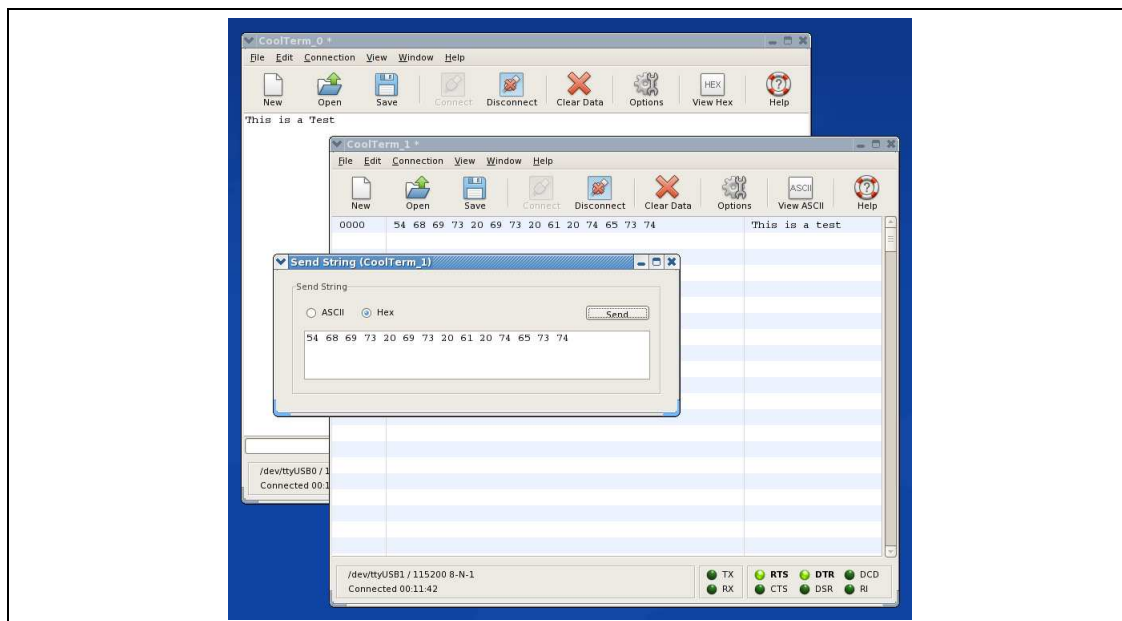 CoolTerm_0 *
File Edit Connection View Window Help
New Open Save Connect Disconnect Clear Data Options View Hex Help
HEX
This is a Test
CoolTerm_1 *
File Edit Connection View Window Help
New Open Save Connect Disconnect Clear Data Options View ASCII Help
ASCII
0000 54 68 69 73 20 69 73 20 61 20 74 65 73 74 This is a test
Send String (CoolTerm_1)
Send String
ASCII Hex Send
54 68 69 73 20 69 73 20 61 20 74 65 73 74
/dev/ttyUSB0 / 1
Connected 00:1
/dev/ttyUSB1 / 115200 8-N-1
Connected 00:11:42
TX RTS DTR DCD
RX CTS DSR RI